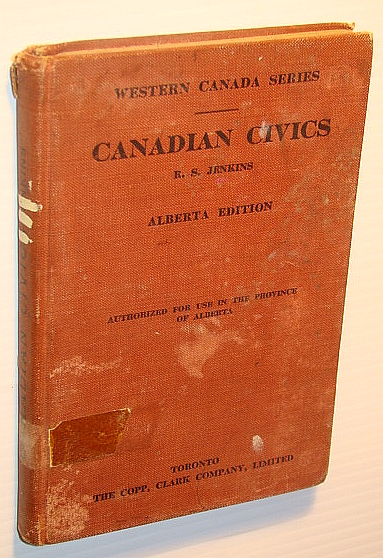 WESTERN CANADA SERIES
CANADIAN CIVICS
R. S. JENKINS
ALBERTA EDITION
AUTHORIZED FOR USE IN THE PROVINCE
OF ALBERTA
TORONTO
THE COPP, CLARK COMPANY, LIMITED